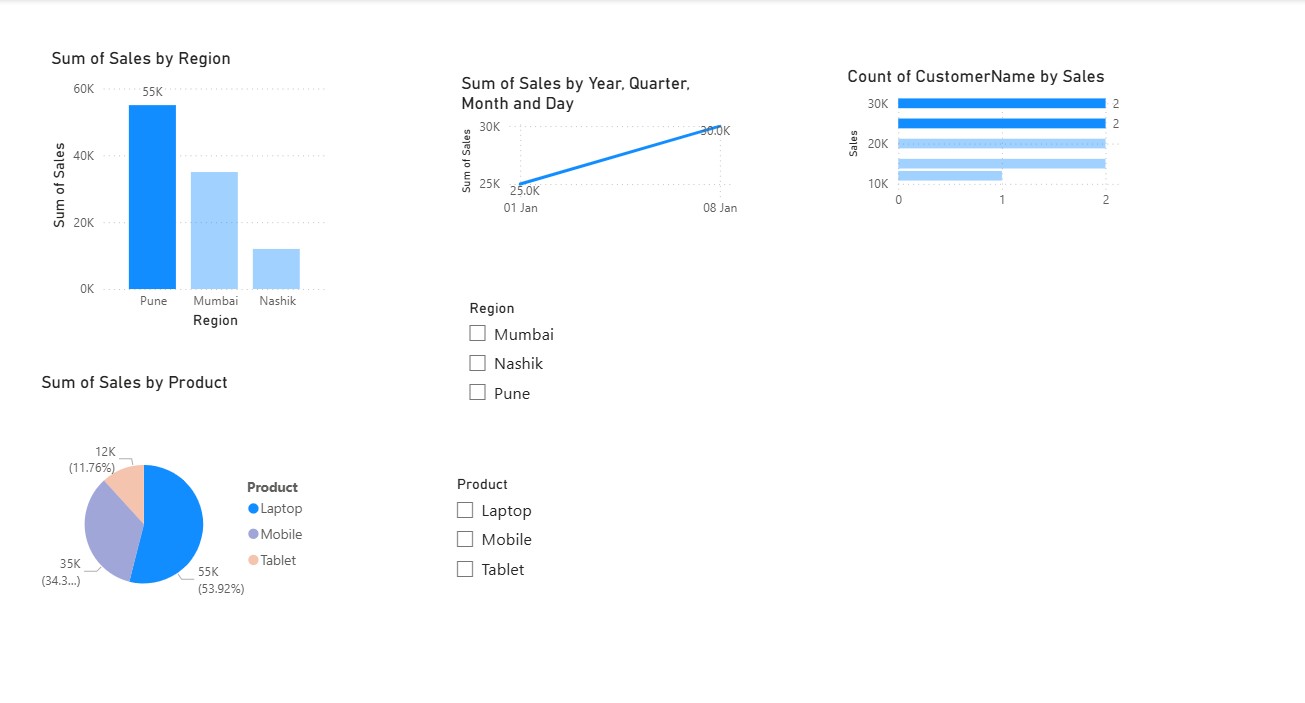 Sum of Sales by Region
60K
55K
40K
20K
0K
Sum of Sales
Pune
Mumbai
Nashik
Region
Sum of Sales by Year, Quarter,
Month and Day
30K
30.0K
25K
25.0K
Sum of Sales
01 Jan
08 Jan
Count of CustomerName by Sales
30K
2
2
20K
10K
Sales
0
1
2
Region
Mumbai
Nashik
Pune
Sum of Sales by Product
12K
(11.76%)
35K
(34.3...)
55K
(53.92%)
Product
Laptop
Mobile
Tablet
Product
Laptop
Mobile
Tablet